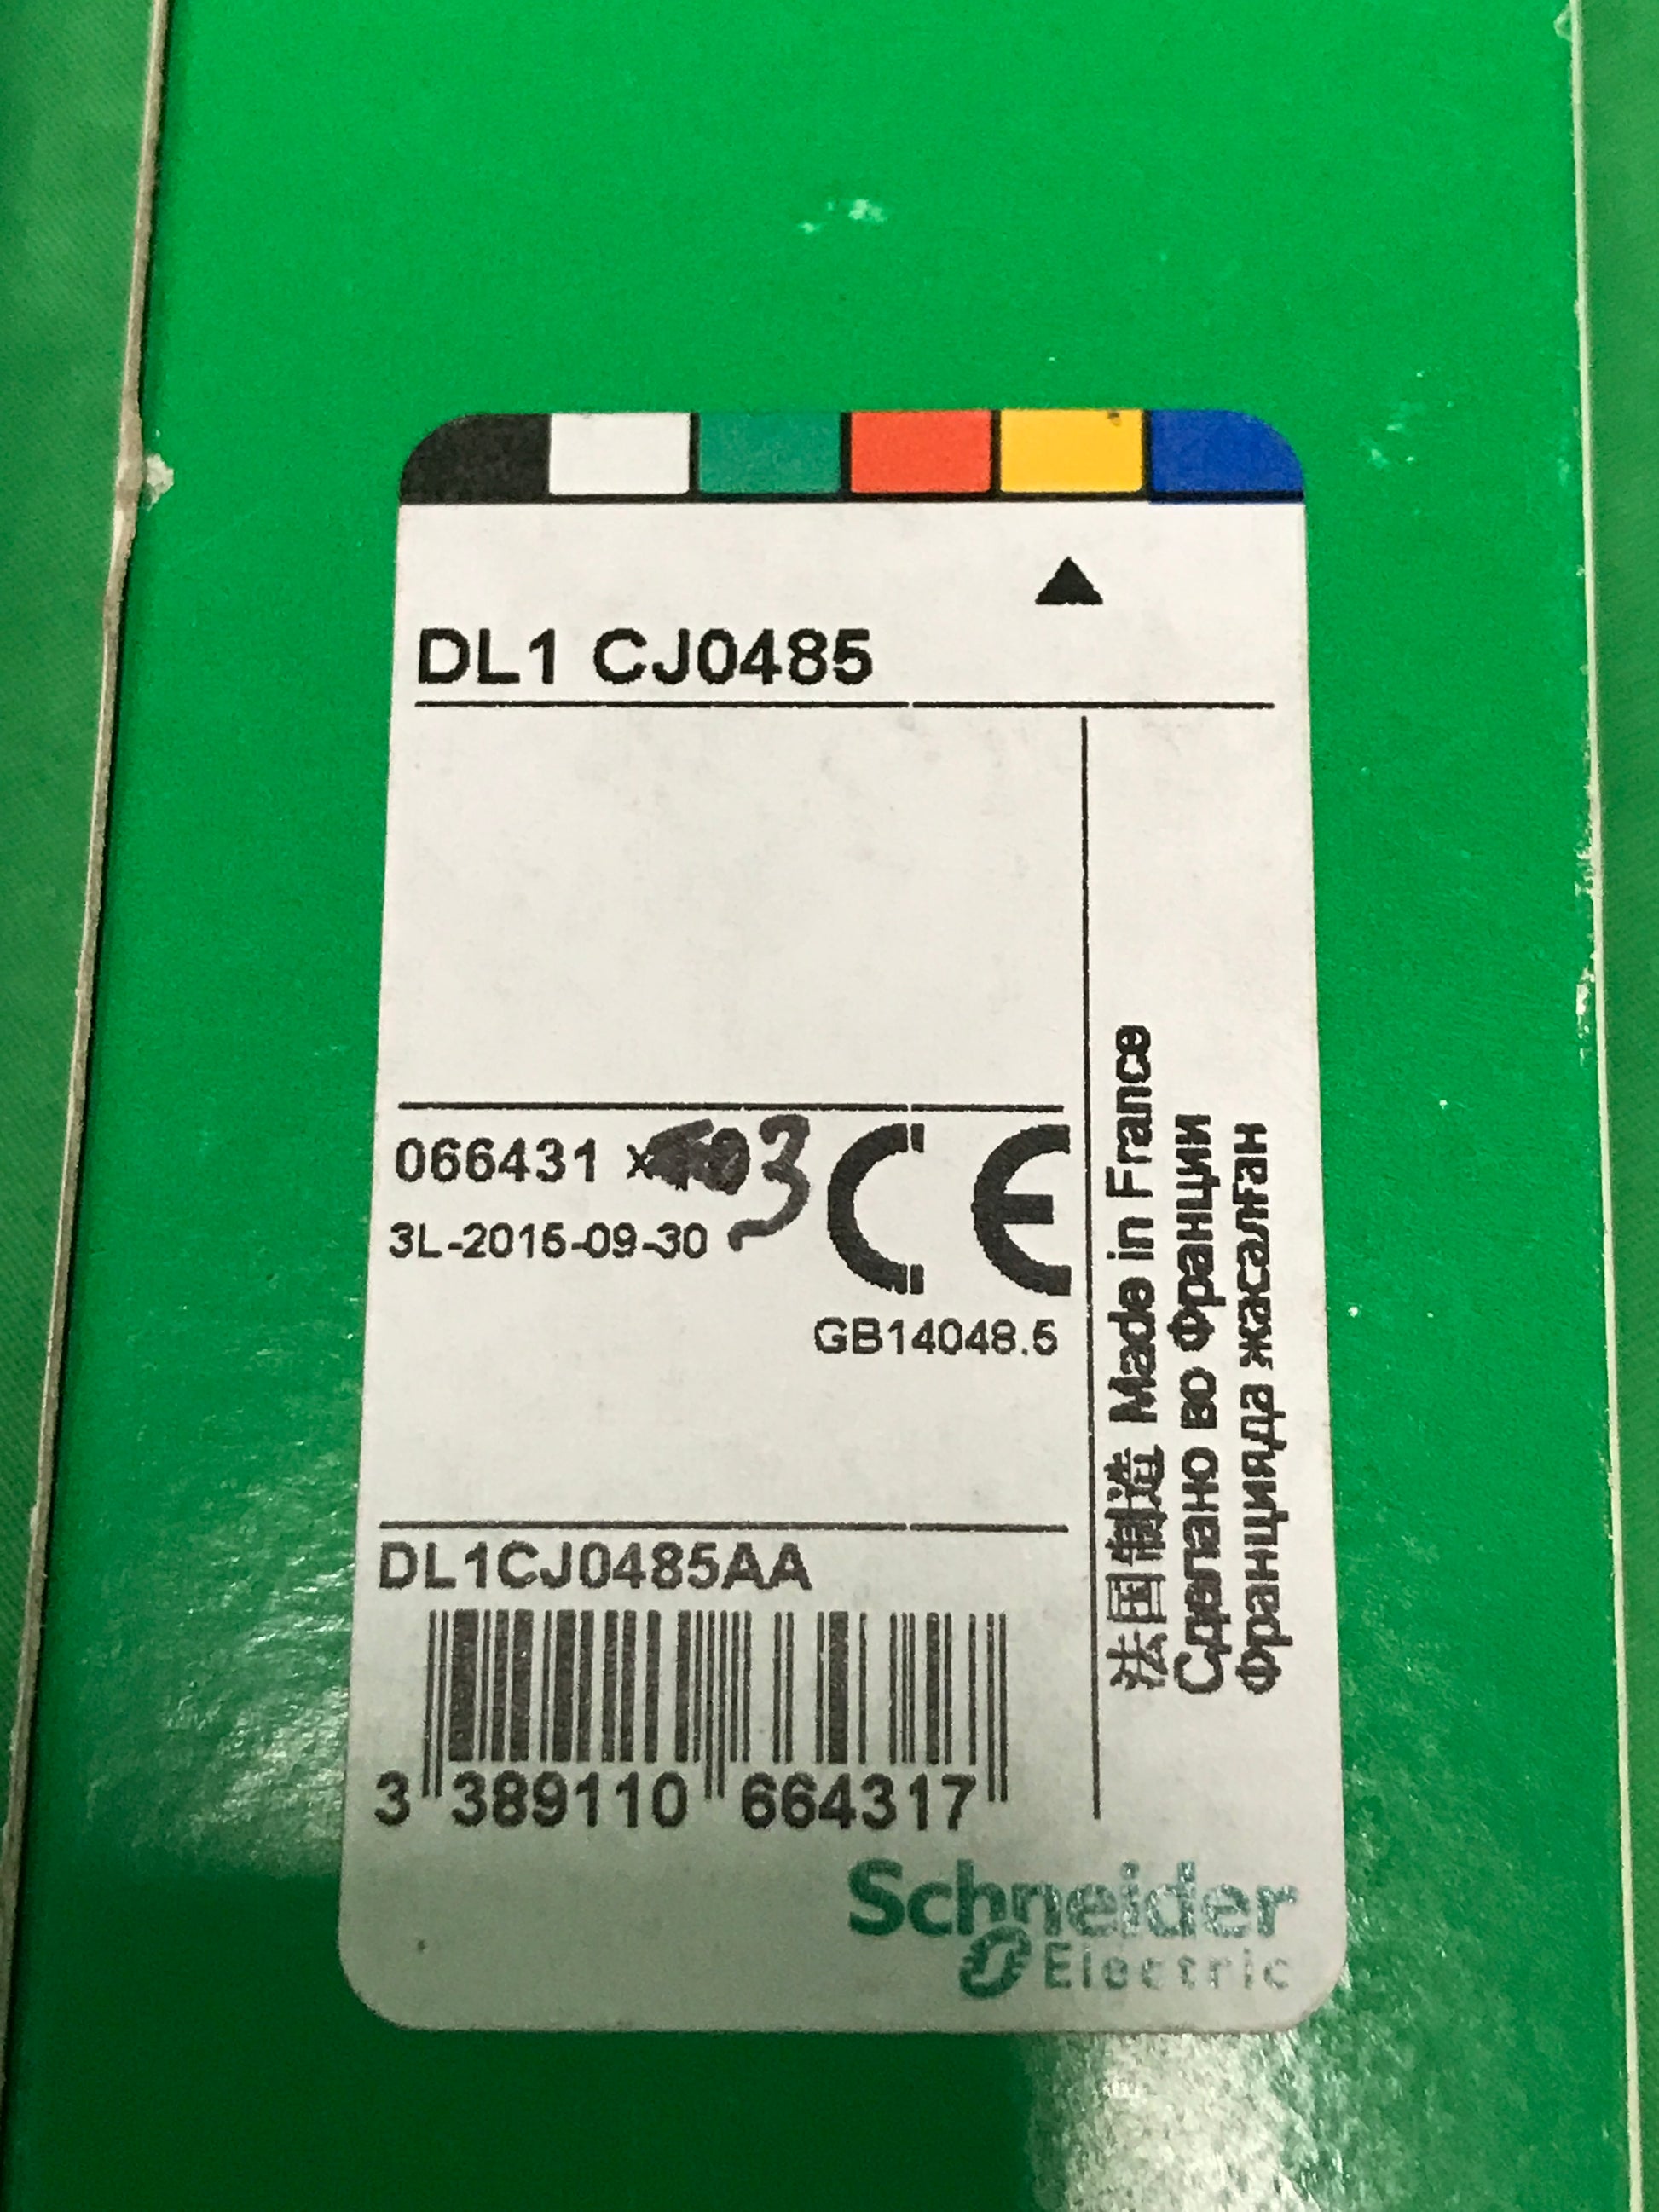 DL1 CJ0485
066431 x 3
3L-2015-09-30
CE
GB14048.5
法国制造 Made in France
Сделано во Франции
Францияда жасалған
DL1CJ0485AA
3 389110 664317
Schneider
Electric